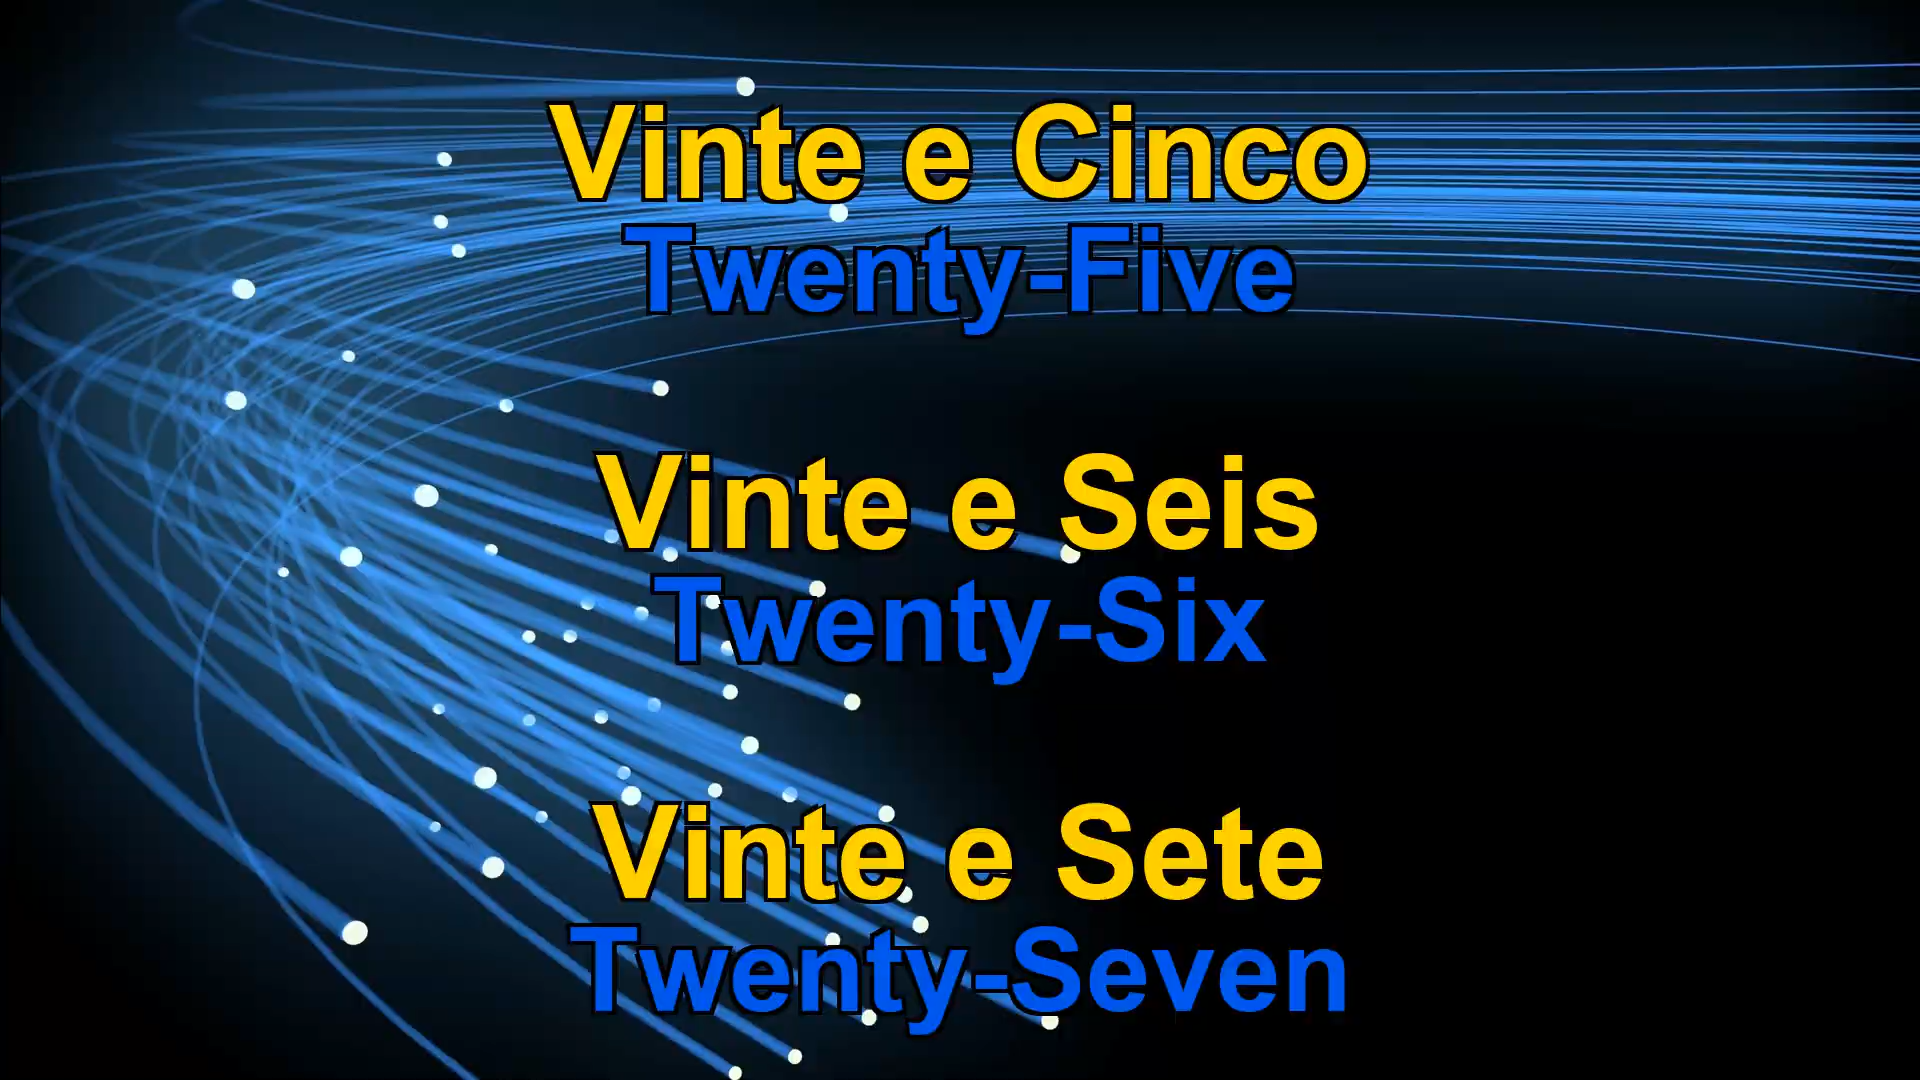 Vinte e Cinco
Twenty-Five
Vinte e Seis
Twenty-Six
Vinte e Sete
Twenty-Seven